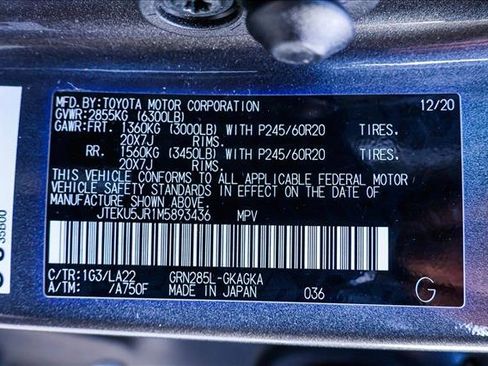 MFD.BY:TOYOTA MOTOR CORPORATION 12/20
GVWR:2855KG (6300LB)
GAWR:FRT. 1360KG (3000LB) WITH P245/60R20 TIRES,
20X7J RIMS.
RR. 1560KG (3450LB) WITH P245/60R20 TIRES,
20X7J RIMS.
THIS VEHICLE CONFORMS TO ALL APPLICABLE FEDERAL MOTOR
VEHICLE SAFETY STANDARDS IN EFFECT ON THE DATE OF
MANUFACTURE SHOWN ABOVE.
JTEKU5JR1M5893436 MPV
C/TR:1G3/LA22 GRN285L-GKAGKA
A/TM: /A750F MADE IN JAPAN 036 G